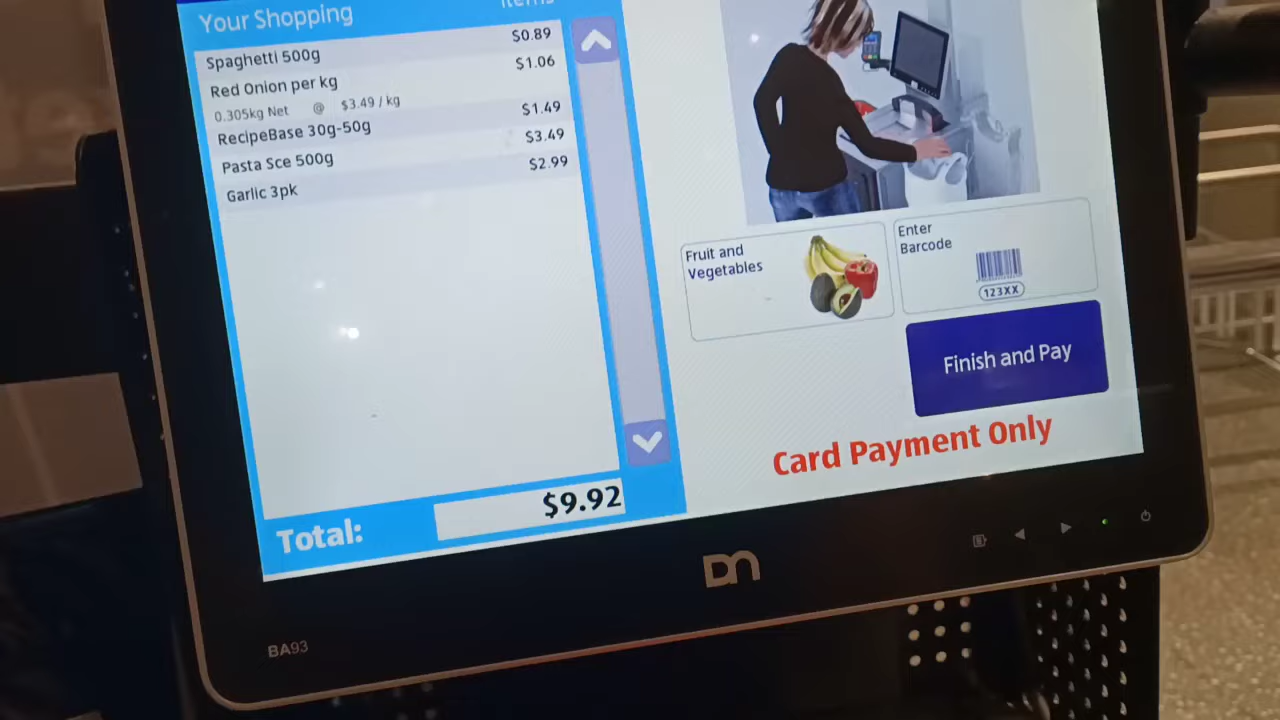 Your Shopping
Items
Spaghetti 500g $0.89
Red Onion per kg $1.06
0.305kg Net @ $3.49 / kg
RecipeBase 30g-50g $1.49
Pasta Sce 500g $3.49
Garlic 3pk $2.99
Total: $9.92
Fruit and
Vegetables
Enter
Barcode
123XX
Finish and Pay
Card Payment Only
DN
BA93